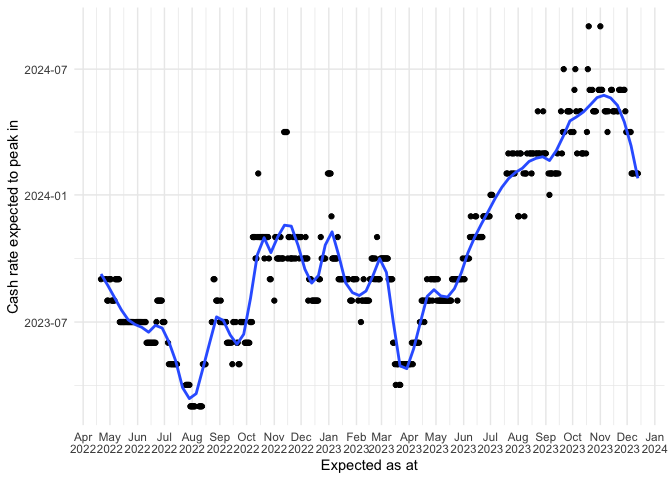 Cash rate expected to peak in
2024-07
2024-01
2023-07
Apr May Jun Jul Aug Sep Oct Nov Dec Jan Feb Mar Apr May Jun Jul Aug Sep Oct Nov Dec Jan
2022 2022 2022 2022 2022 2022 2022 2022 2022 2023 2023 2023 2023 2023 2023 2023 2023 2023 2023 2023 2023 2024
Expected as at